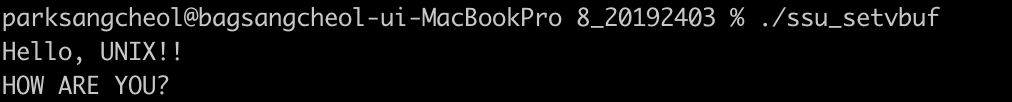 parksangcheol@bagsangcheol-ui-MacBookPro 8_20192403 % ./ssu_setvbuf
Hello, UNIX!!
HOW ARE YOU?